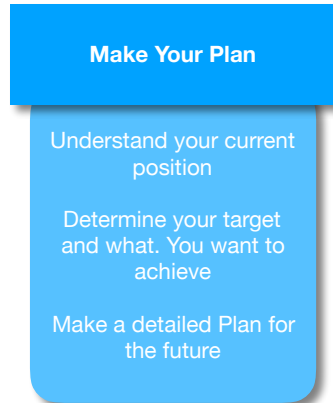 Make Your Plan
Understand your current
position
Determine your target
and what. You want to
achieve
Make a detailed Plan for
the future